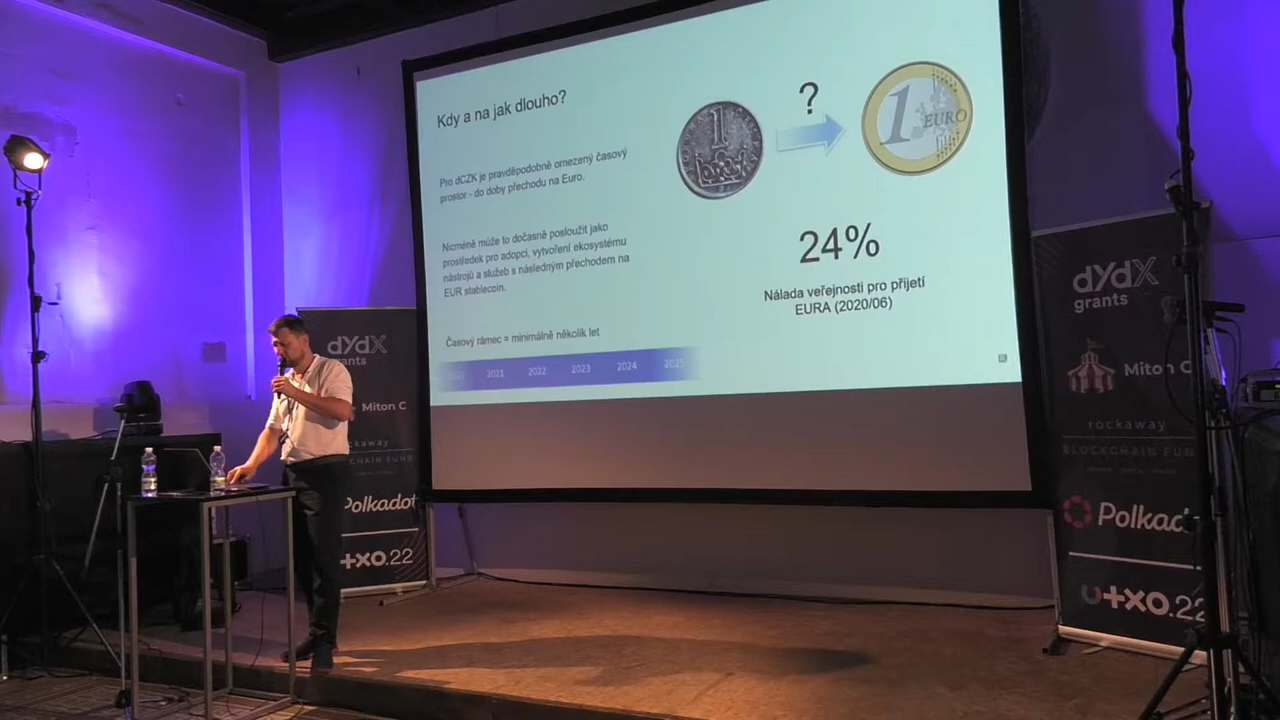 Kdy a na jak dlouho?
Pro dCZK je pravděpodobně omezený časový
prostor - do doby přechodu na Euro.
Nicméně může to dočasně posloužit jako
prostředek pro adopci, vytvoření ekosystému
nástrojů a služeb s následným přechodem na
EUR stablecoin.
Časový rámec = minimálně několik let
2021 2022 2023 2024 2025
1
?
1 EURO
24%
Nálada veřejnosti pro přijetí
EURA (2020/06)
dYdX
Miton C
Polkadot
.22
dYdX
grants
Miton C
rockaway
BLOCKCHAIN FUN
Polkad
u+xo.22